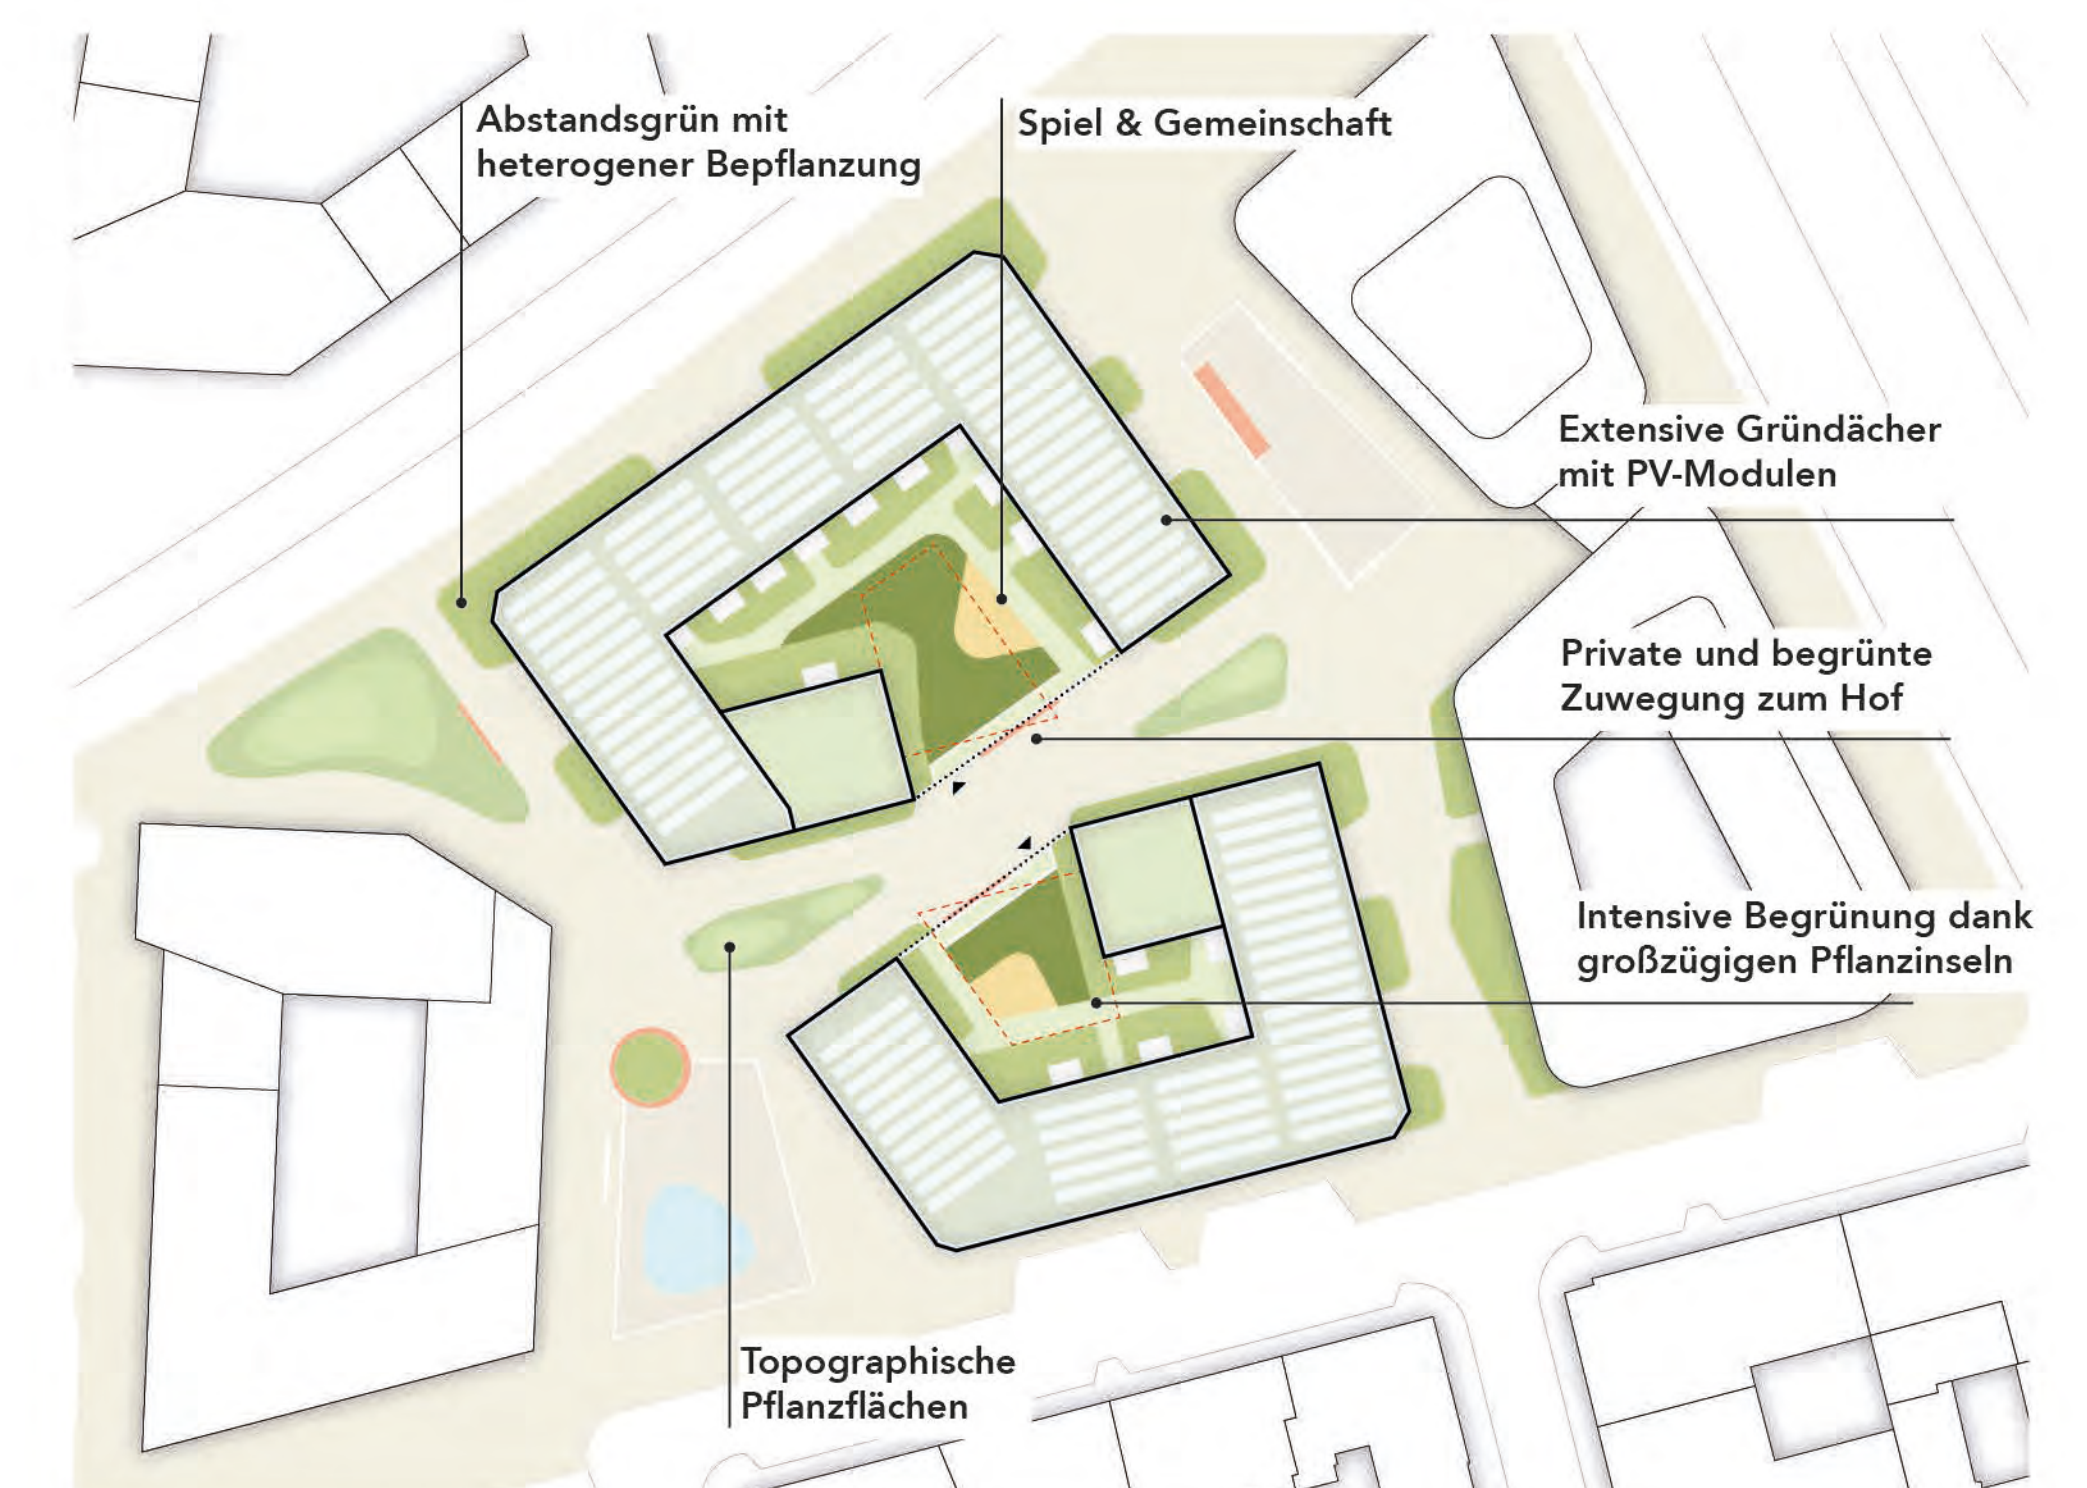 Abstandsgrün mit
heterogener Bepflanzung
Spiel & Gemeinschaft
Extensive Gründächer
mit PV-Modulen
Private und begrünte
Zuwegung zum Hof
Intensive Begrünung dank
großzügigen Pflanzinseln
Topographische
Pflanzflächen